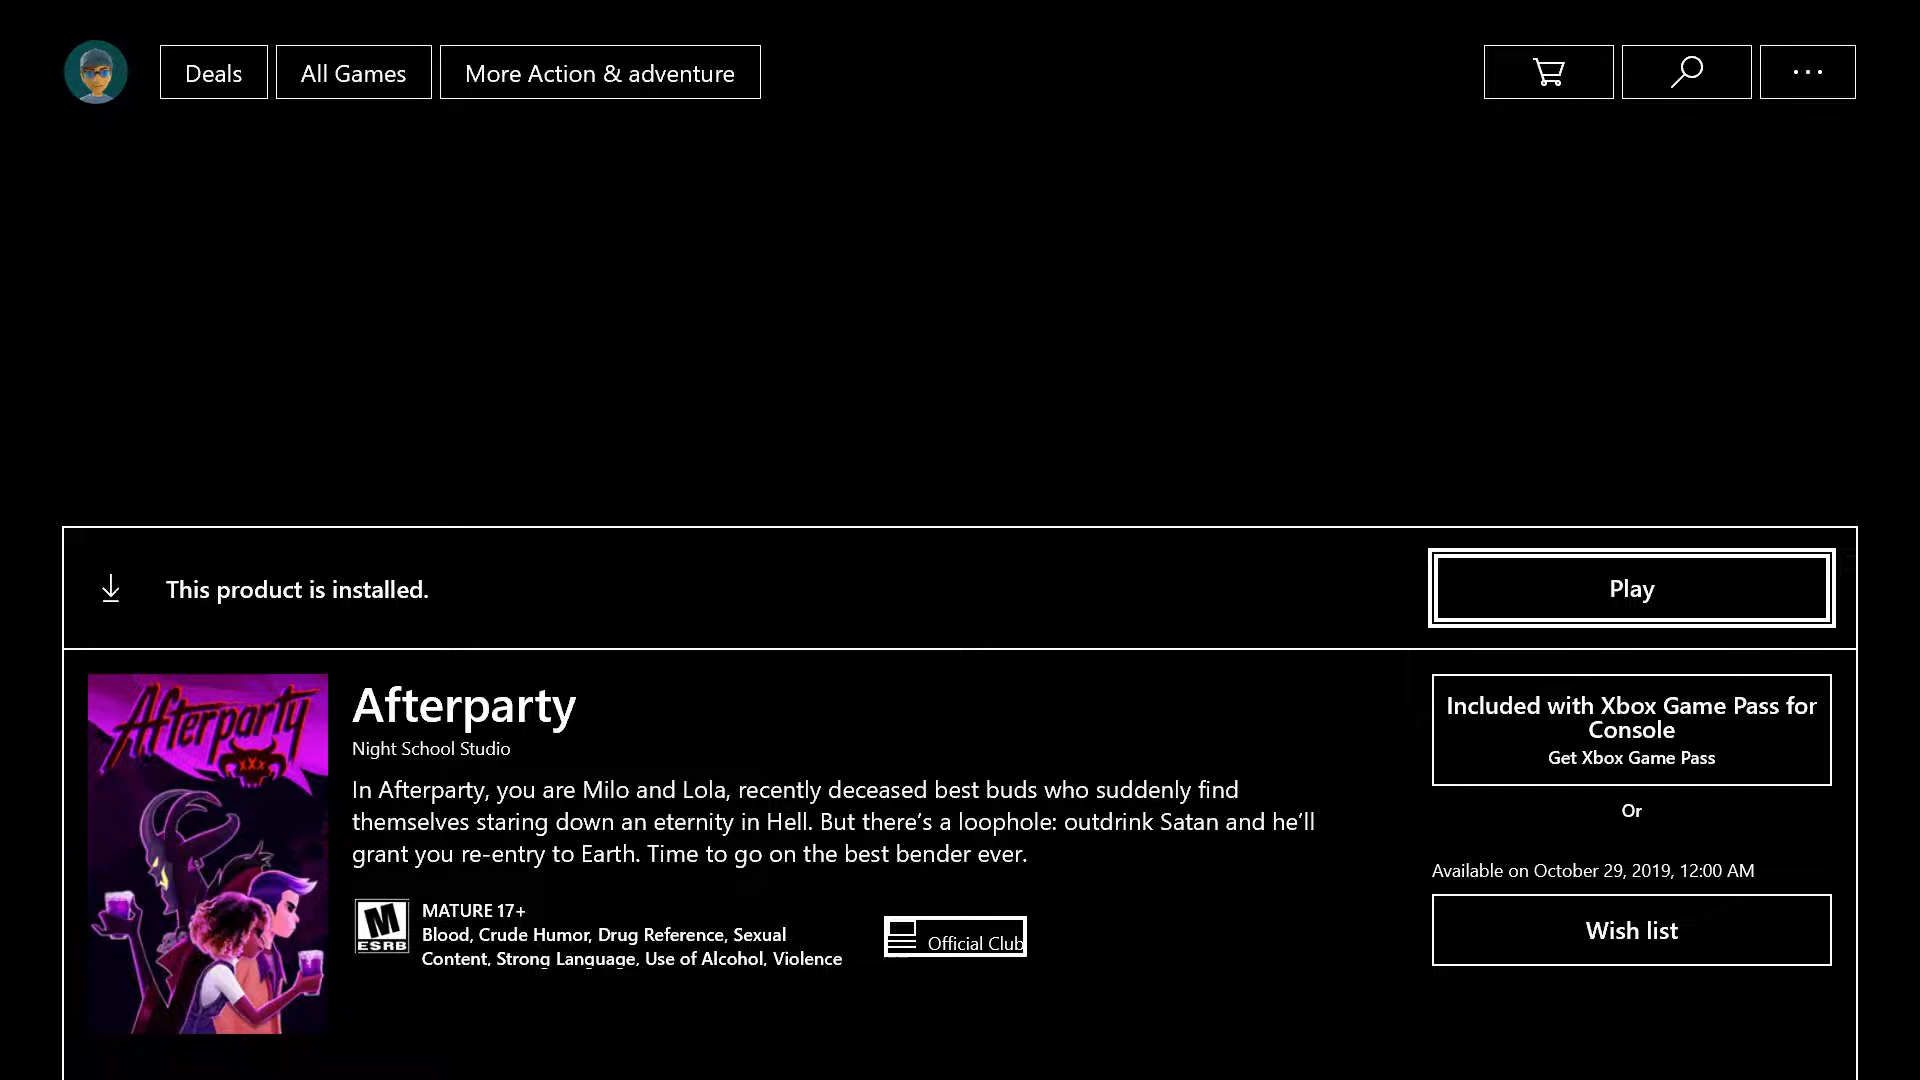 Deals
All Games
More Action & adventure
This product is installed.
Play
Afterparty
XXX
Afterparty
Night School Studio
In Afterparty, you are Milo and Lola, recently deceased best buds who suddenly find
themselves staring down an eternity in Hell. But there’s a loophole: outdrink Satan and he’ll
grant you re-entry to Earth. Time to go on the best bender ever.
M
ESRB
MATURE 17+
Blood, Crude Humor, Drug Reference, Sexual
Content, Strong Language, Use of Alcohol, Violence
Official Club
Included with Xbox Game Pass for
Console
Get Xbox Game Pass
Or
Available on October 29, 2019, 12:00 AM
Wish list